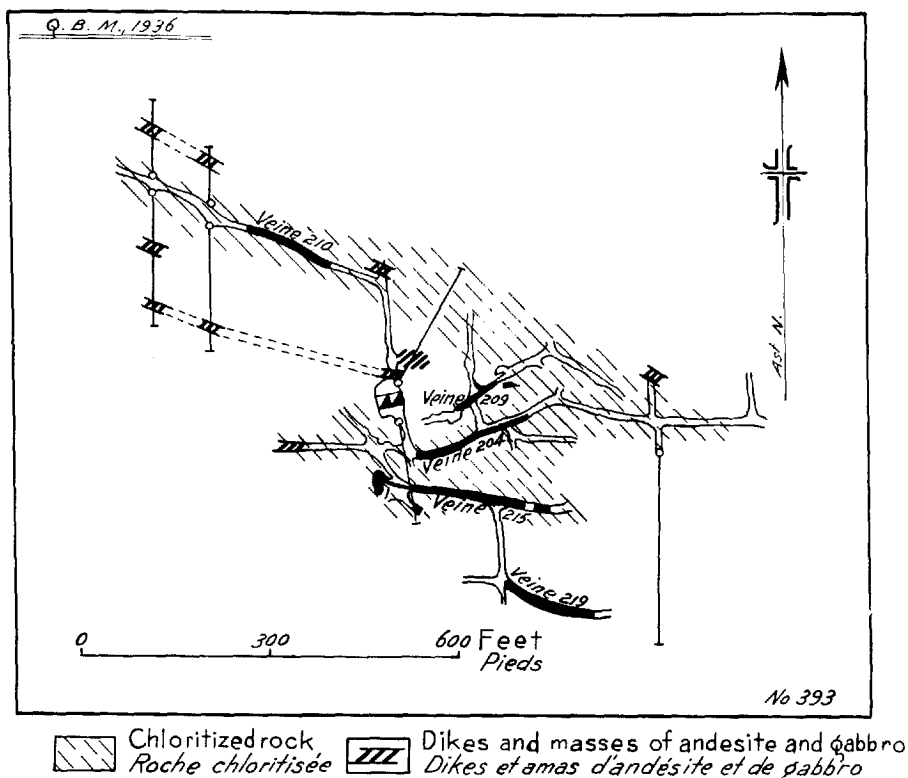 Q. B. M., 1936
Ast. N.
Veine 210
Veine 209
Veine 204
Veine 215
Veine 219
0 300 600 Feet
Pieds
No 393
Chloritized rock
Roche chloritisée
Dikes and masses of andesite and gabbro
Dikes et amas d'andésite et de gabbro